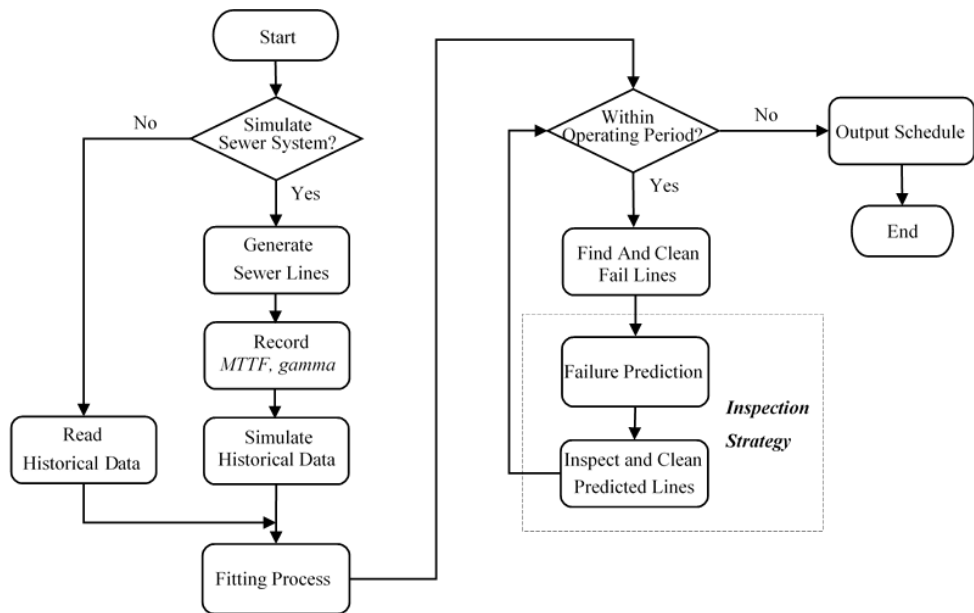 Start
Simulate
Sewer System?
No
Yes
Generate
Sewer Lines
Record
MTTF, gamma
Simulate
Historical Data
Read
Historical Data
Fitting Process
Within
Operating Period?
No
Yes
Output Schedule
End
Find And Clean
Fail Lines
Failure Prediction
Inspection
Strategy
Inspect and Clean
Predicted Lines